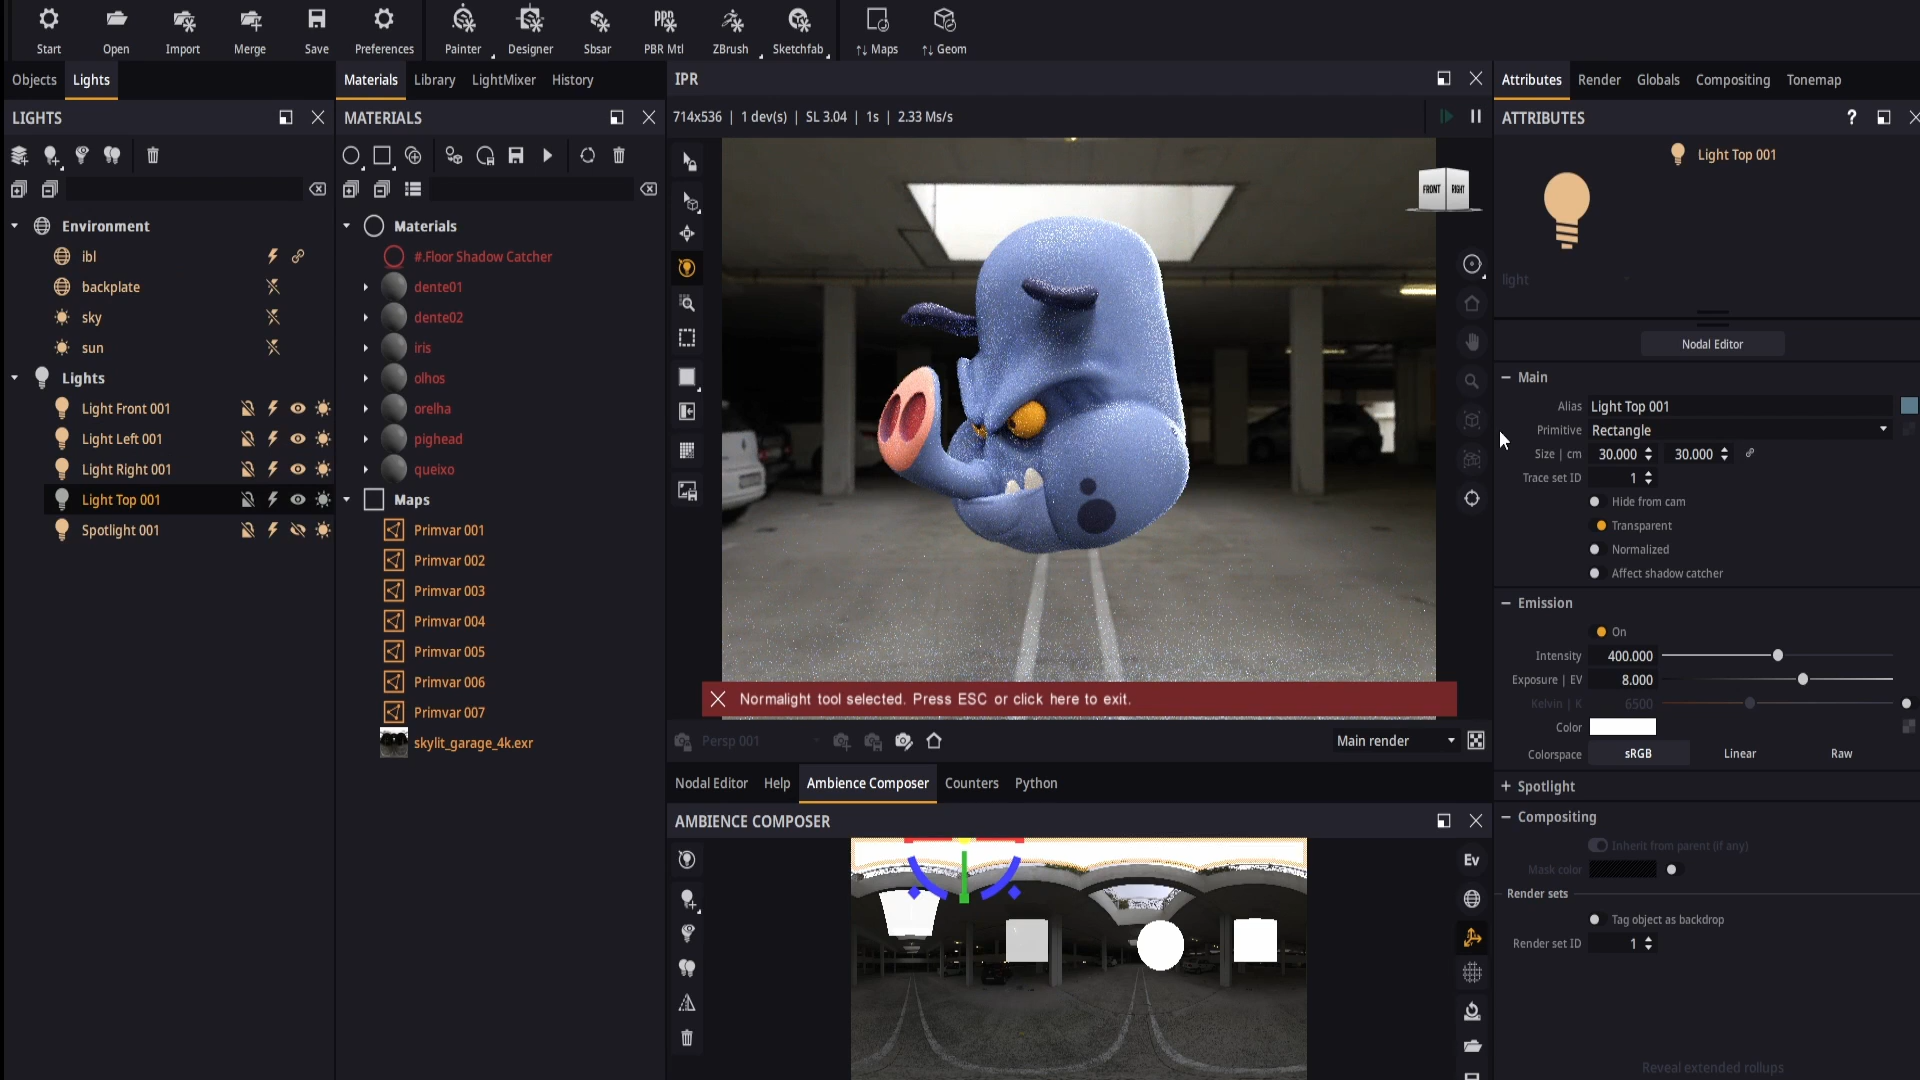 Start Open Import Merge Save Preferences Painter Designer Sbsar PBR Mtl ZBrush Sketchfab ↑↓ Maps ↑↓ Geom
Objects Lights
LIGHTS
Environment
ibl
backplate
sky
sun
Lights
Light Front 001
Light Left 001
Light Right 001
Light Top 001
Spotlight 001
Materials Library LightMixer History
MATERIALS
Materials
#.Floor Shadow Catcher
dente01
dente02
iris
olhos
orelha
pighead
queixo
Maps
Primvar 001
Primvar 002
Primvar 003
Primvar 004
Primvar 005
Primvar 006
Primvar 007
skylit_garage_4k.exr
IPR
714x536 | 1 dev(s) | SL 3.04 | 1s | 2.33 Ms/s
FRONT RIGHT
Normalight tool selected. Press ESC or click here to exit.
Persp 001
Main render
Nodal Editor Help Ambience Composer Counters Python
AMBIENCE COMPOSER
Ev
Attributes Render Globals Compositing Tonemap
ATTRIBUTES
?
Light Top 001
light
Nodal Editor
Main
Alias Light Top 001
Primitive Rectangle
Size | cm 30.000 30.000
Trace set ID 1
Hide from cam
Transparent
Normalized
Affect shadow catcher
Emission
On
Intensity 400.000
Exposure | EV 8.000
Kelvin | K 6500
Color
Colorspace sRGB Linear Raw
Spotlight
Compositing
Inherit from parent (if any)
Mask color
Render sets
Tag object as backdrop
Render set ID 1
Reveal extended rollups